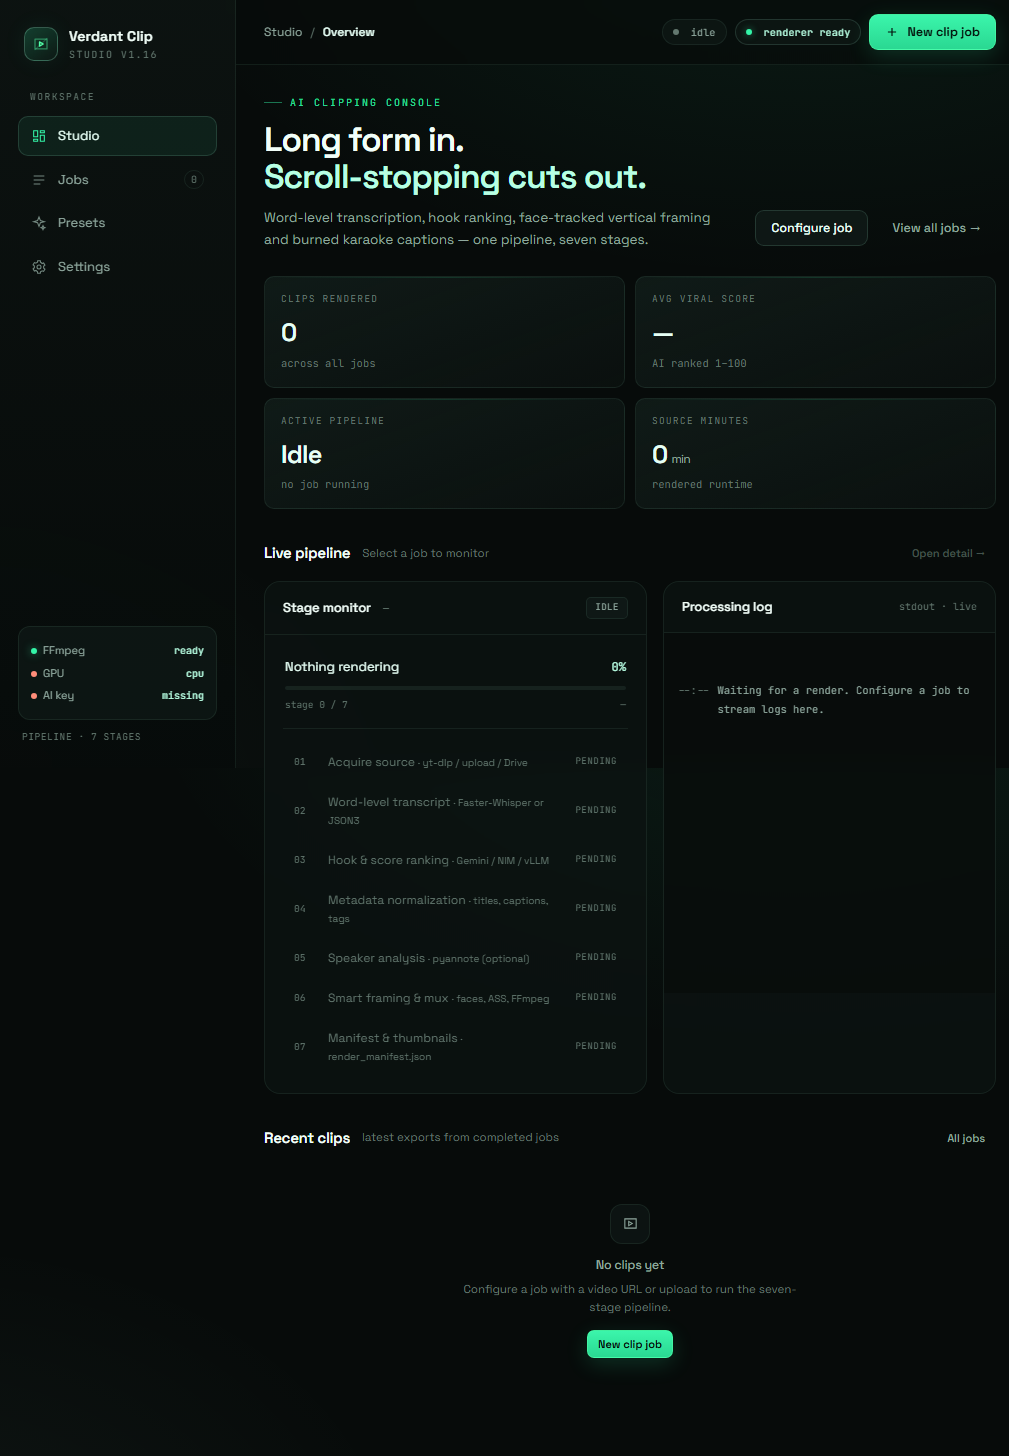 Verdant Clip
STUDIO V1.16
WORKSPACE
Studio
Jobs 0
Presets
Settings
FFmpeg ready
GPU cpu
AI key missing
PIPELINE · 7 STAGES
Studio / Overview
idle
renderer ready
+ New clip job
AI CLIPPING CONSOLE
Long form in.
Scroll-stopping cuts out.
Word-level transcription, hook ranking, face-tracked vertical framing
and burned karaoke captions — one pipeline, seven stages.
Configure job
View all jobs →
CLIPS RENDERED
0
across all jobs
AVG VIRAL SCORE
—
AI ranked 1–100
ACTIVE PIPELINE
Idle
no job running
SOURCE MINUTES
0 min
rendered runtime
Live pipeline Select a job to monitor
Open detail →
Stage monitor —
IDLE
Nothing rendering 0%
stage 0 / 7 —
01 Acquire source · yt-dlp / upload / Drive PENDING
02 Word-level transcript · Faster-Whisper or
JSON3
PENDING
03 Hook & score ranking · Gemini / NIM / vLLM PENDING
04 Metadata normalization · titles, captions,
tags
PENDING
05 Speaker analysis · pyannote (optional) PENDING
06 Smart framing & mux · faces, ASS, FFmpeg PENDING
07 Manifest & thumbnails ·
render_manifest.json
PENDING
Processing log
stdout · live
--:-- Waiting for a render. Configure a job to
stream logs here.
Recent clips latest exports from completed jobs
All jobs
No clips yet
Configure a job with a video URL or upload to run the seven-
stage pipeline.
New clip job